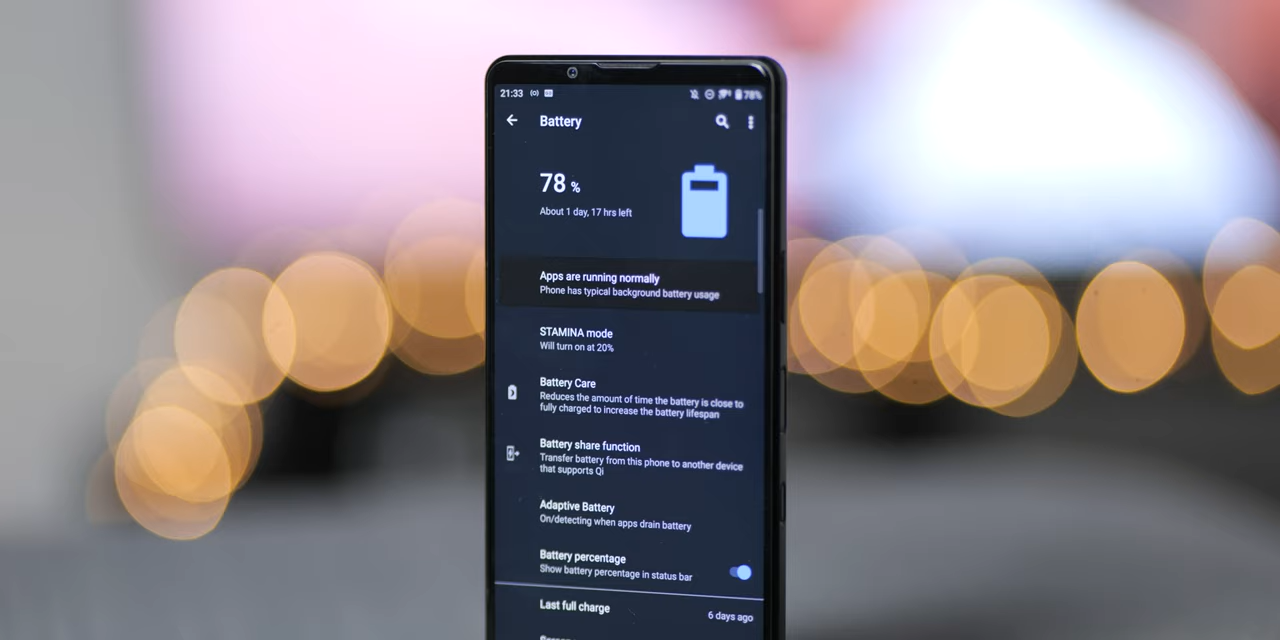 21:33 78%
Battery
78 %
About 1 day, 17 hrs left
Apps are running normally
Phone has typical background battery usage
STAMINA mode
Will turn on at 20%
Battery Care
Reduces the amount of time the battery is close to
fully charged to increase the battery lifespan
Battery share function
Transfer battery from this phone to another device
that supports Qi
Adaptive Battery
On/detecting when apps drain battery
Battery percentage
Show battery percentage in status bar
Last full charge 6 days ago